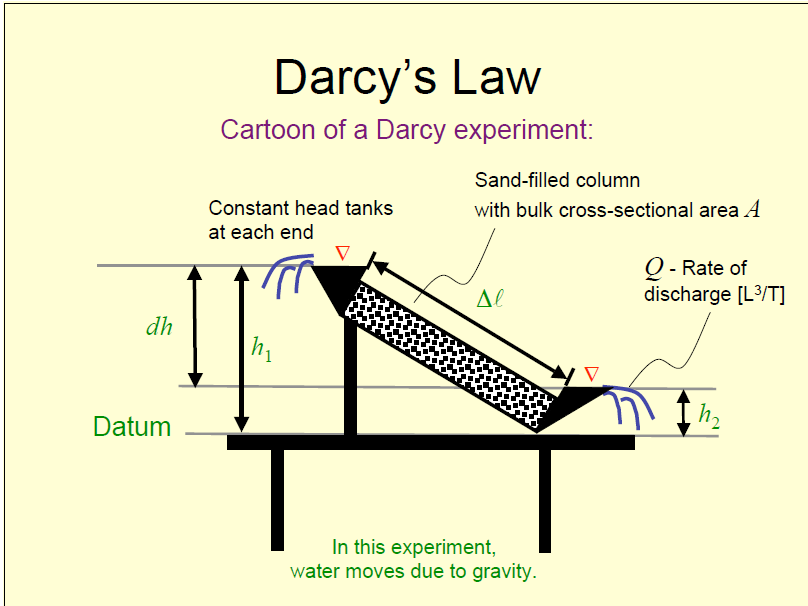 Darcy's Law
Cartoon of a Darcy experiment:
Sand-filled column
with bulk cross-sectional area A
Constant head tanks
at each end
∇
Q - Rate of
discharge [L³/T]
Δℓ
dh
h₁
∇
h₂
Datum
In this experiment,
water moves due to gravity.